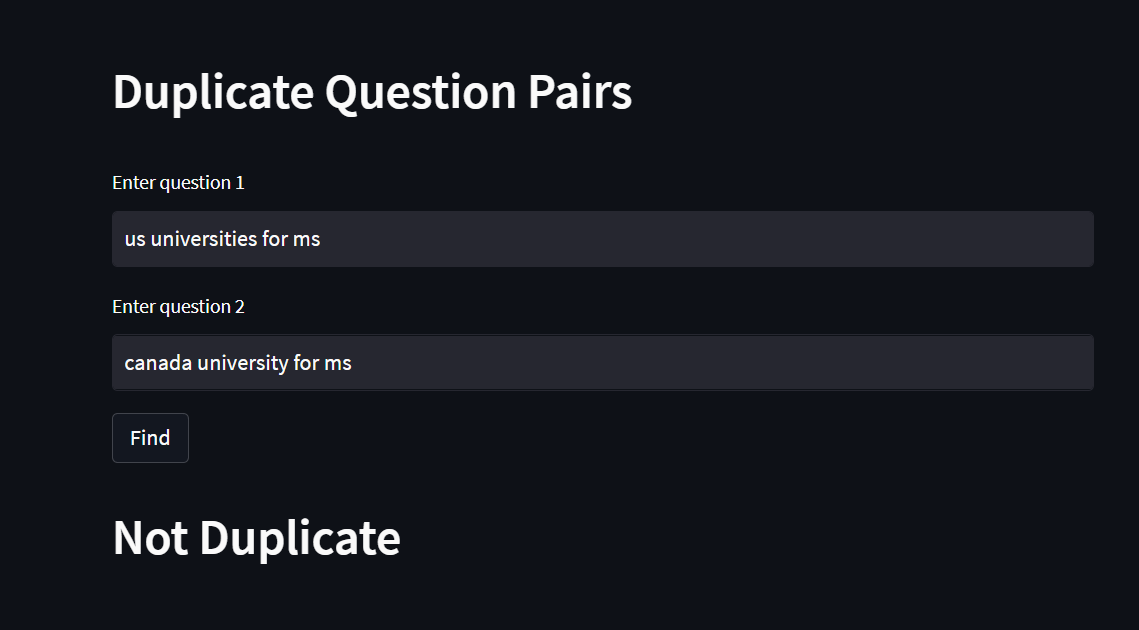 Duplicate Question Pairs
Enter question 1
us universities for ms
Enter question 2
canada university for ms
Find
Not Duplicate